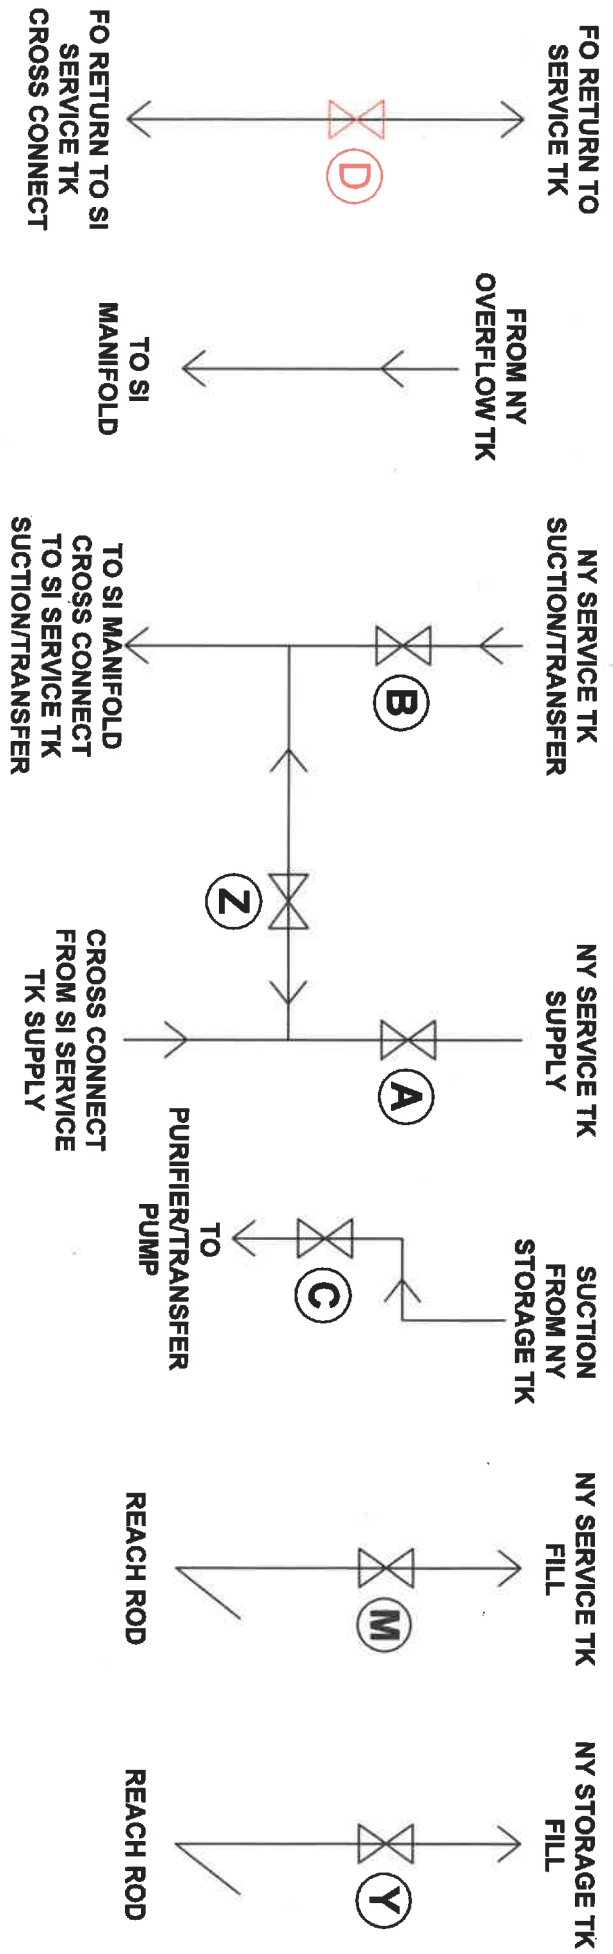 FO RETURN TO
SERVICE TK
D
FO RETURN TO SI
SERVICE TK
CROSS CONNECT
FROM NY
OVERFLOW TK
TO SI
MANIFOLD
NY SERVICE TK
SUCTION/TRANSFER
B
TO SI MANIFOLD
CROSS CONNECT
TO SI SERVICE TK
SUCTION/TRANSFER
Z
NY SERVICE TK
SUPPLY
A
CROSS CONNECT
FROM SI SERVICE
TK SUPPLY
SUCTION
FROM NY
STORAGE TK
C
TO
PURIFIER/TRANSFER
PUMP
NY SERVICE TK
FILL
M
REACH ROD
NY STORAGE TK
FILL
Y
REACH ROD